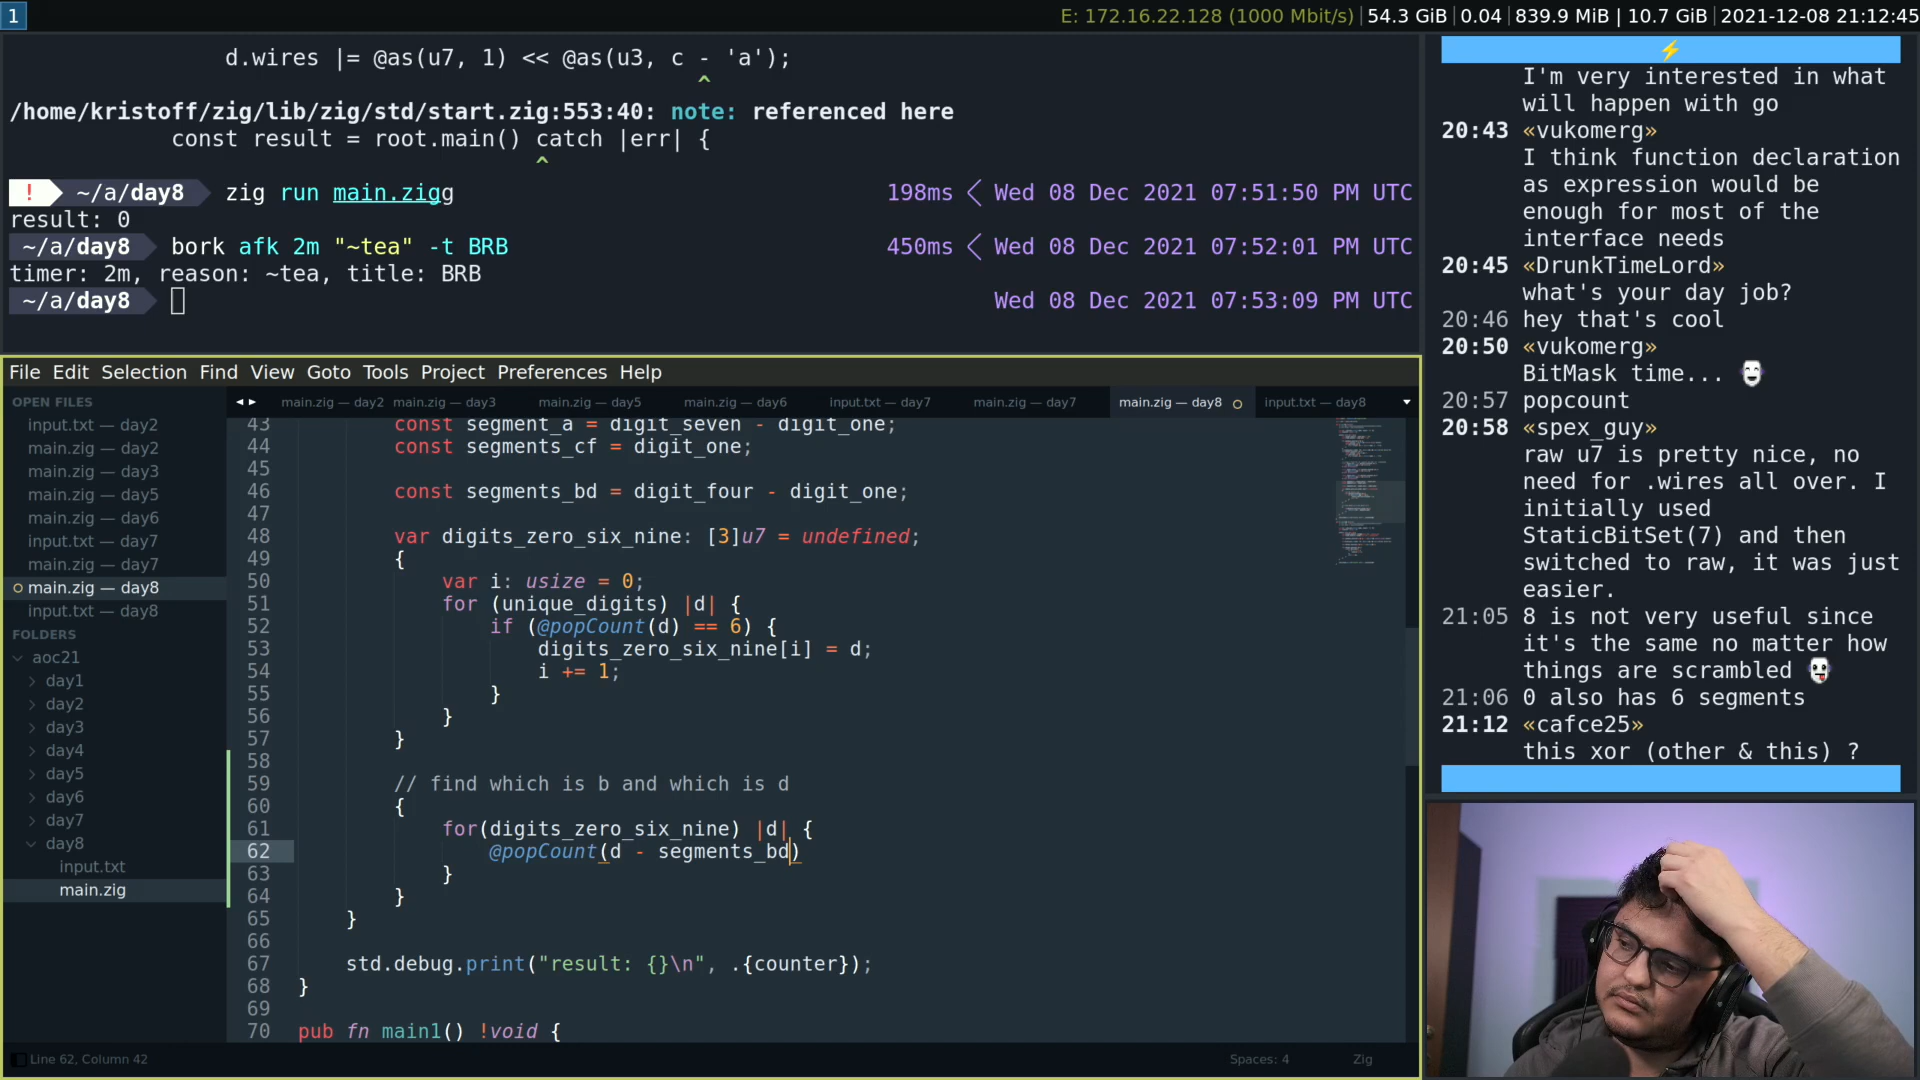 1
E: 172.16.22.128 (1000 Mbit/s) | 54.3 GiB | 0.04 | 839.9 MiB | 10.7 GiB | 2021-12-08 21:12:45
d.wires |= @as(u7, 1) << @as(u3, c - 'a');
^
/home/kristoff/zig/lib/zig/std/start.zig:553:40: note: referenced here
const result = root.main() catch |err| {
^
! ~/a/day8 zig run main.zigg 198ms < Wed 08 Dec 2021 07:51:50 PM UTC
result: 0
~/a/day8 bork afk 2m "~tea" -t BRB 450ms < Wed 08 Dec 2021 07:52:01 PM UTC
timer: 2m, reason: ~tea, title: BRB
~/a/day8 Wed 08 Dec 2021 07:53:09 PM UTC
File Edit Selection Find View Goto Tools Project Preferences Help
OPEN FILES
input.txt — day2
main.zig — day2
main.zig — day3
main.zig — day5
main.zig — day6
input.txt — day7
main.zig — day7
main.zig — day8
input.txt — day8
FOLDERS
aoc21
day1
day2
day3
day4
day5
day6
day7
day8
input.txt
main.zig
main.zig — day2 main.zig — day3 main.zig — day5 main.zig — day6 input.txt — day7 main.zig — day7 main.zig — day8 input.txt — day8
43 const segment_a = digit_seven - digit_one;
44 const segments_cf = digit_one;
45
46 const segments_bd = digit_four - digit_one;
47
48 var digits_zero_six_nine: [3]u7 = undefined;
49 {
50 var i: usize = 0;
51 for (unique_digits) |d| {
52 if (@popCount(d) == 6) {
53 digits_zero_six_nine[i] = d;
54 i += 1;
55 }
56 }
57 }
58
59 // find which is b and which is d
60 {
61 for(digits_zero_six_nine) |d| {
62 @popCount(d - segments_bd)
63 }
64 }
65 }
66
67 std.debug.print("result: {}\n", .{counter});
68 }
69
70 pub fn main1() !void {
Line 62, Column 42
Spaces: 4 Zig
I'm very interested in what
will happen with go
20:43 «vukomerg»
I think function declaration
as expression would be
enough for most of the
interface needs
20:45 «DrunkTimeLord»
what's your day job?
20:46 hey that's cool
20:50 «vukomerg»
BitMask time...
20:57 popcount
20:58 «spex_guy»
raw u7 is pretty nice, no
need for .wires all over. I
initially used
StaticBitSet(7) and then
switched to raw, it was just
easier.
21:05 8 is not very useful since
it's the same no matter how
things are scrambled
21:06 0 also has 6 segments
21:12 «cafce25»
this xor (other & this) ?